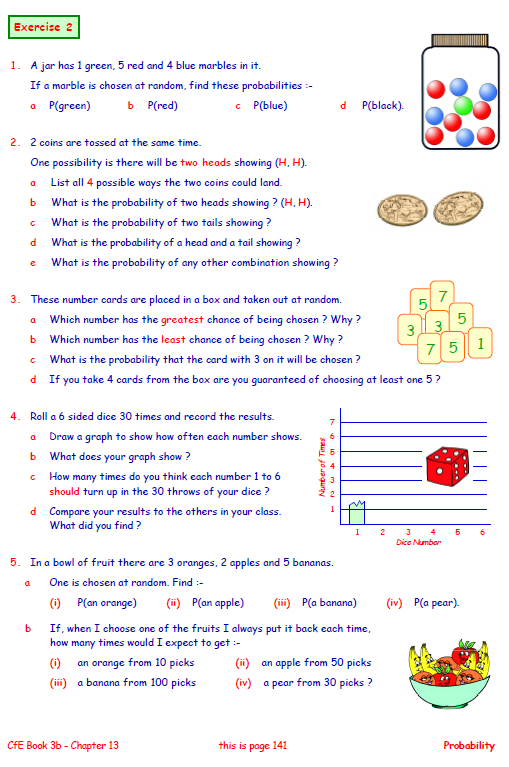 Exercise 2
1. A jar has 1 green, 5 red and 4 blue marbles in it.
If a marble is chosen at random, find these probabilities :-
a P(green) b P(red) c P(blue) d P(black).
2. 2 coins are tossed at the same time.
One possibility is there will be two heads showing (H, H).
a List all 4 possible ways the two coins could land.
b What is the probability of two heads showing ? (H, H).
c What is the probability of two tails showing ?
d What is the probability of a head and a tail showing ?
e What is the probability of any other combination showing ?
3. These number cards are placed in a box and taken out at random.
a Which number has the greatest chance of being chosen ? Why ?
b Which number has the least chance of being chosen ? Why ?
c What is the probability that the card with 3 on it will be chosen ?
d If you take 4 cards from the box are you guaranteed of choosing at least one 5 ?
5 7
3 3 5
7 5 1
4. Roll a 6 sided dice 30 times and record the results.
a Draw a graph to show how often each number shows.
b What does your graph show ?
c How many times do you think each number 1 to 6
should turn up in the 30 throws of your dice ?
d Compare your results to the others in your class.
What did you find ?
Number of Times
7
6
5
4
3
2
1
1 2 3 4 5 6
Dice Number
5. In a bowl of fruit there are 3 oranges, 2 apples and 5 bananas.
a One is chosen at random. Find :-
(i) P(an orange) (ii) P(an apple) (iii) P(a banana) (iv) P(a pear).
b If, when I choose one of the fruits I always put it back each time,
how many times would I expect to get :-
(i) an orange from 10 picks (ii) an apple from 50 picks
(iii) a banana from 100 picks (iv) a pear from 30 picks ?
CfE Book 3b - Chapter 13 this is page 141 Probability